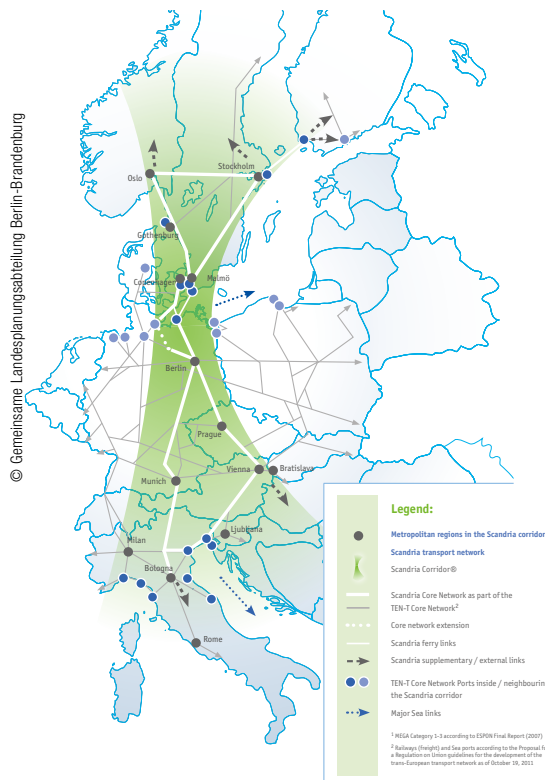 © Gemeinsame Landesplanungsabteilung Berlin-Brandenburg
Stockholm
Oslo
Gothenburg
Copenhagen
Malmö
Berlin
Prague
Vienna
Bratislava
Munich
Ljubljana
Milan
Bologna
Rome
Legend:
Metropolitan regions in the Scandria corridor
Scandria transport network
Scandria Corridor®
Scandria Core Network as part of the
TEN-T Core Network²
Core network extension
Scandria ferry links
Scandria supplementary / external links
TEN-T Core Network Ports inside / neighbourin
the Scandria corridor
Major Sea links
¹ MEGA Category 1-3 according to ESPON Final Report (2007)
² Railways (freight) and Sea ports according to the Proposal f
a Regulation on Union guidelines for the development of the
trans-European transport network as of October 19, 2011